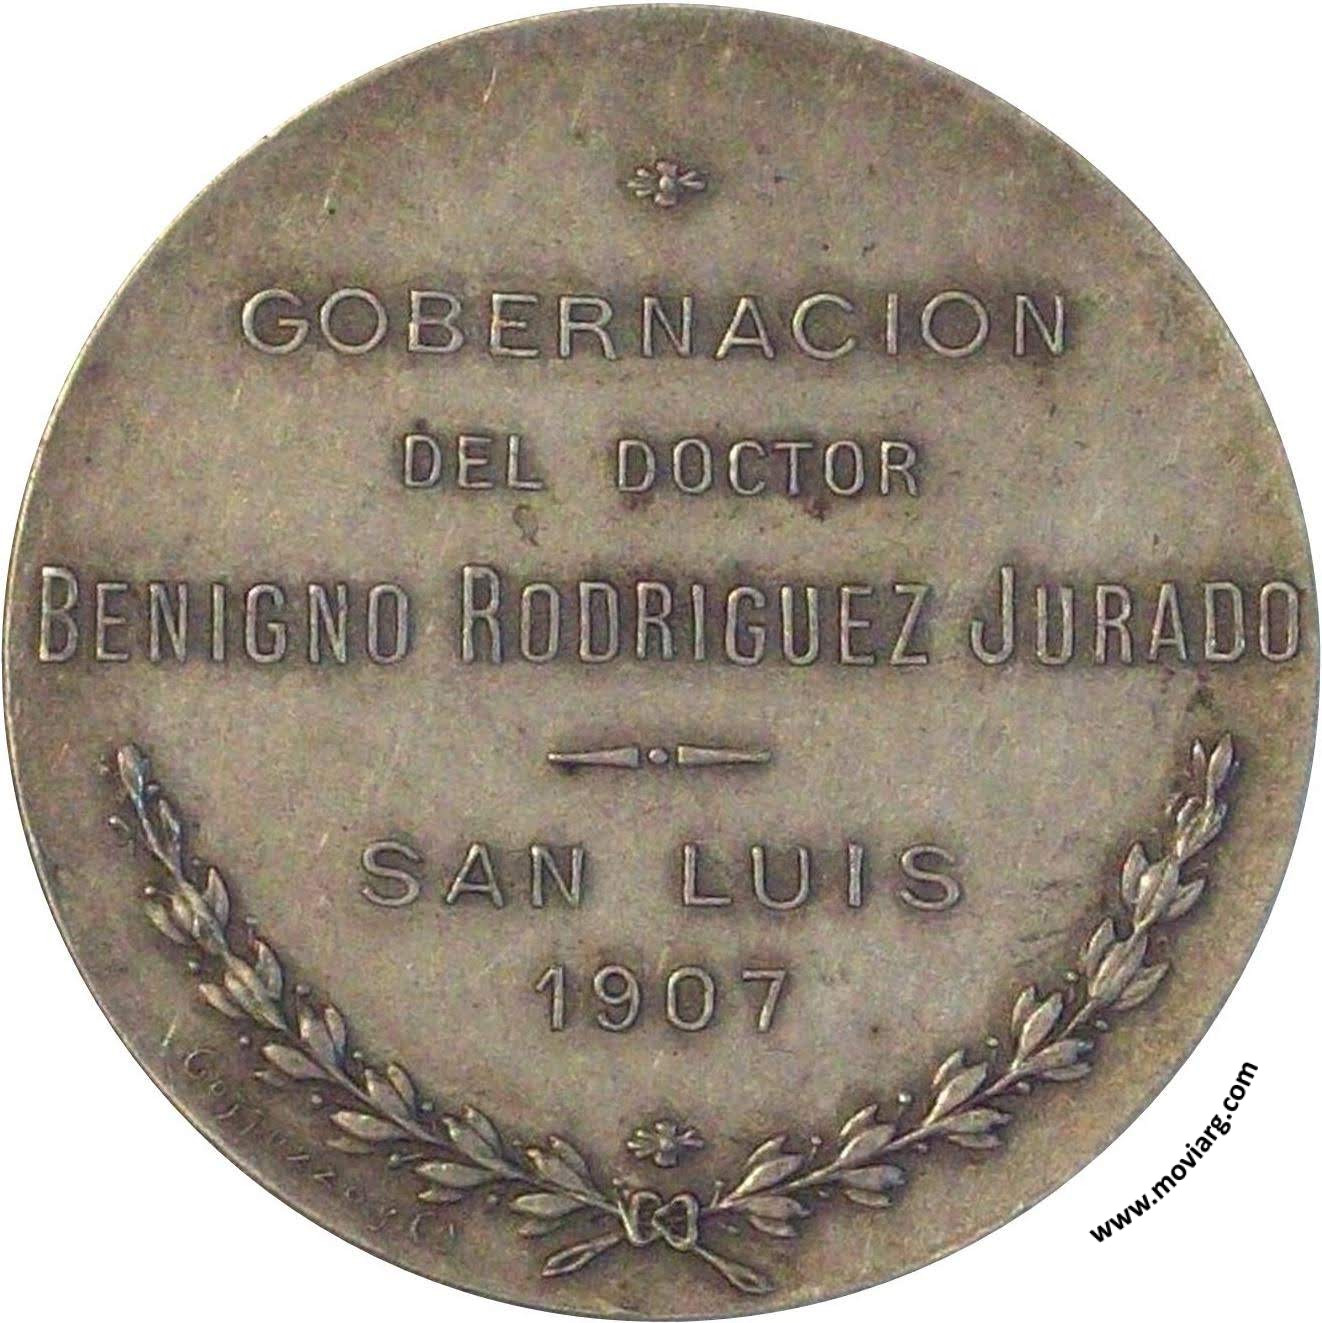 GOBERNACION
DEL DOCTOR
BENIGNO RODRIGUEZ JURADO
SAN LUIS
1907
www.moviarg.com